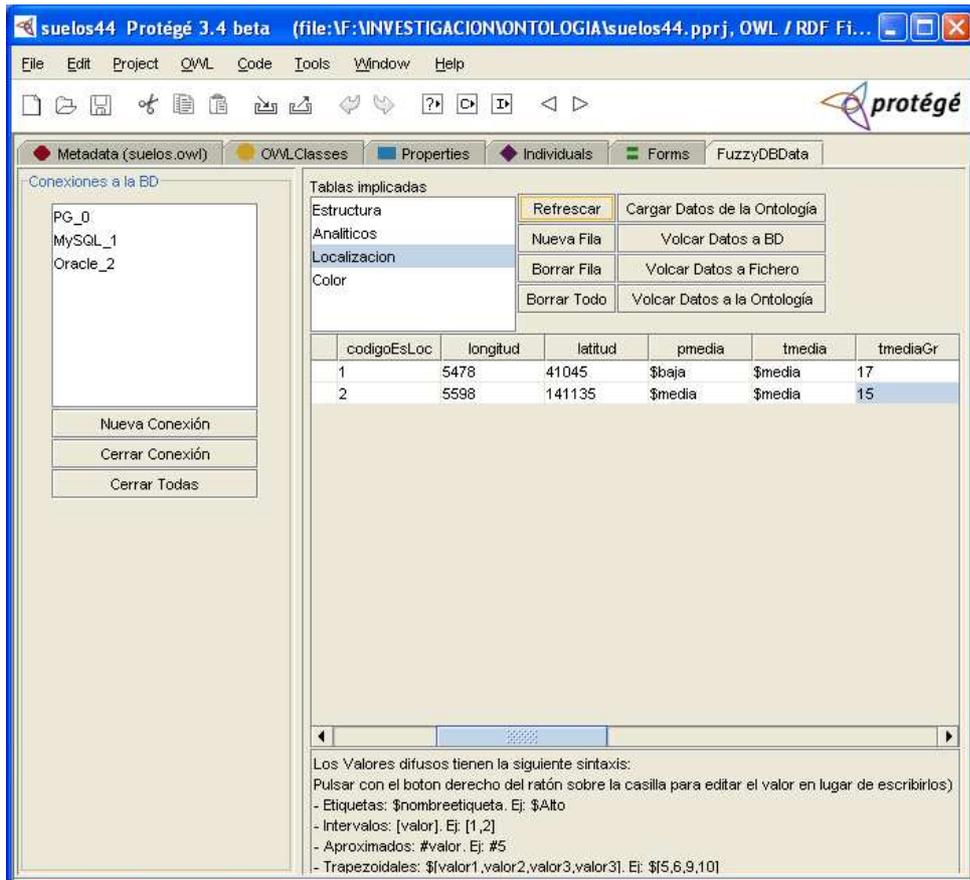 suelos44 Protégé 3.4 beta (file:\F:\INVESTIGACION\ONTOLOGIA\suelos44.pprj, OWL / RDF Fi...
File Edit Project OWL Code Tools Window Help
protégé
Metadata (suelos.owl) OWLClasses Properties Individuals Forms FuzzyDBData
Conexiones a la BD
PG_0
MySQL_1
Oracle_2
Nueva Conexión
Cerrar Conexión
Cerrar Todas
Tablas implicadas
Estructura
Analiticos
Localizacion
Color
Refrescar Cargar Datos de la Ontología
Nueva Fila Volcar Datos a BD
Borrar Fila Volcar Datos a Fichero
Borrar Todo Volcar Datos a la Ontología
codigoEsLoc longitud latitud pmedia tmedia tmediaGr
1 5478 41045 $baja $media 17
2 5598 141135 $media $media 15
Los Valores difusos tienen la siguiente sintaxis:
Pulsar con el boton derecho del ratón sobre la casilla para editar el valor en lugar de escribirlos)
- Etiquetas: $nombreetiqueta. Ej: $Alto
- Intervalos: [valor]. Ej: [1,2]
- Aproximados: #valor. Ej: #5
- Trapezoidales: $[valor1,valor2,valor3,valor3]. Ej: $[5,6,9,10]